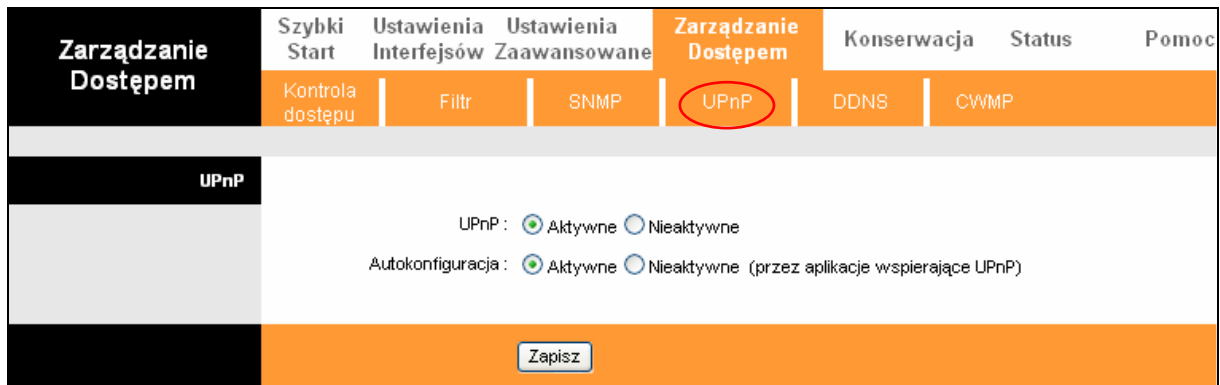 Zarządzanie
Dostępem
Szybki
Start
Ustawienia
Interfejsów
Ustawienia
Zaawansowane
Zarządzanie
Dostępem
Konserwacja
Status
Pomoc
Kontrola
dostępu
Filtr
SNMP
UPnP
DDNS
CWMP
UPnP
UPnP : Aktywne Nieaktywne
Autokonfiguracja : Aktywne Nieaktywne (przez aplikacje wspierające UPnP)
Zapisz